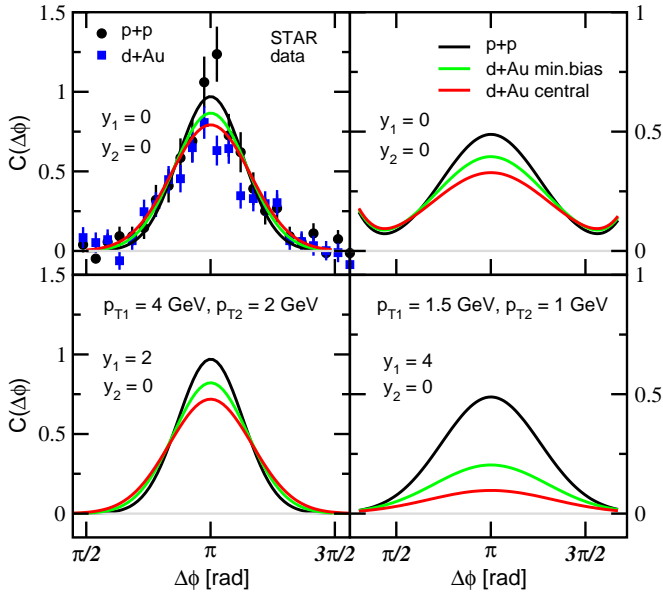 1.5
1
0.5
0
C(Δϕ)
p+p
d+Au
STAR
data
y1 = 0
y2 = 0
p+p
d+Au min.bias
d+Au central
y1 = 0
y2 = 0
1
0.5
0
1.5
1
0.5
0
C(Δϕ)
pT1 = 4 GeV, pT2 = 2 GeV
y1 = 2
y2 = 0
pT1 = 1.5 GeV, pT2 = 1 GeV
y1 = 4
y2 = 0
0.5
0
π/2
π
3π/2
Δϕ [rad]
π/2
π
3π/2
Δϕ [rad]